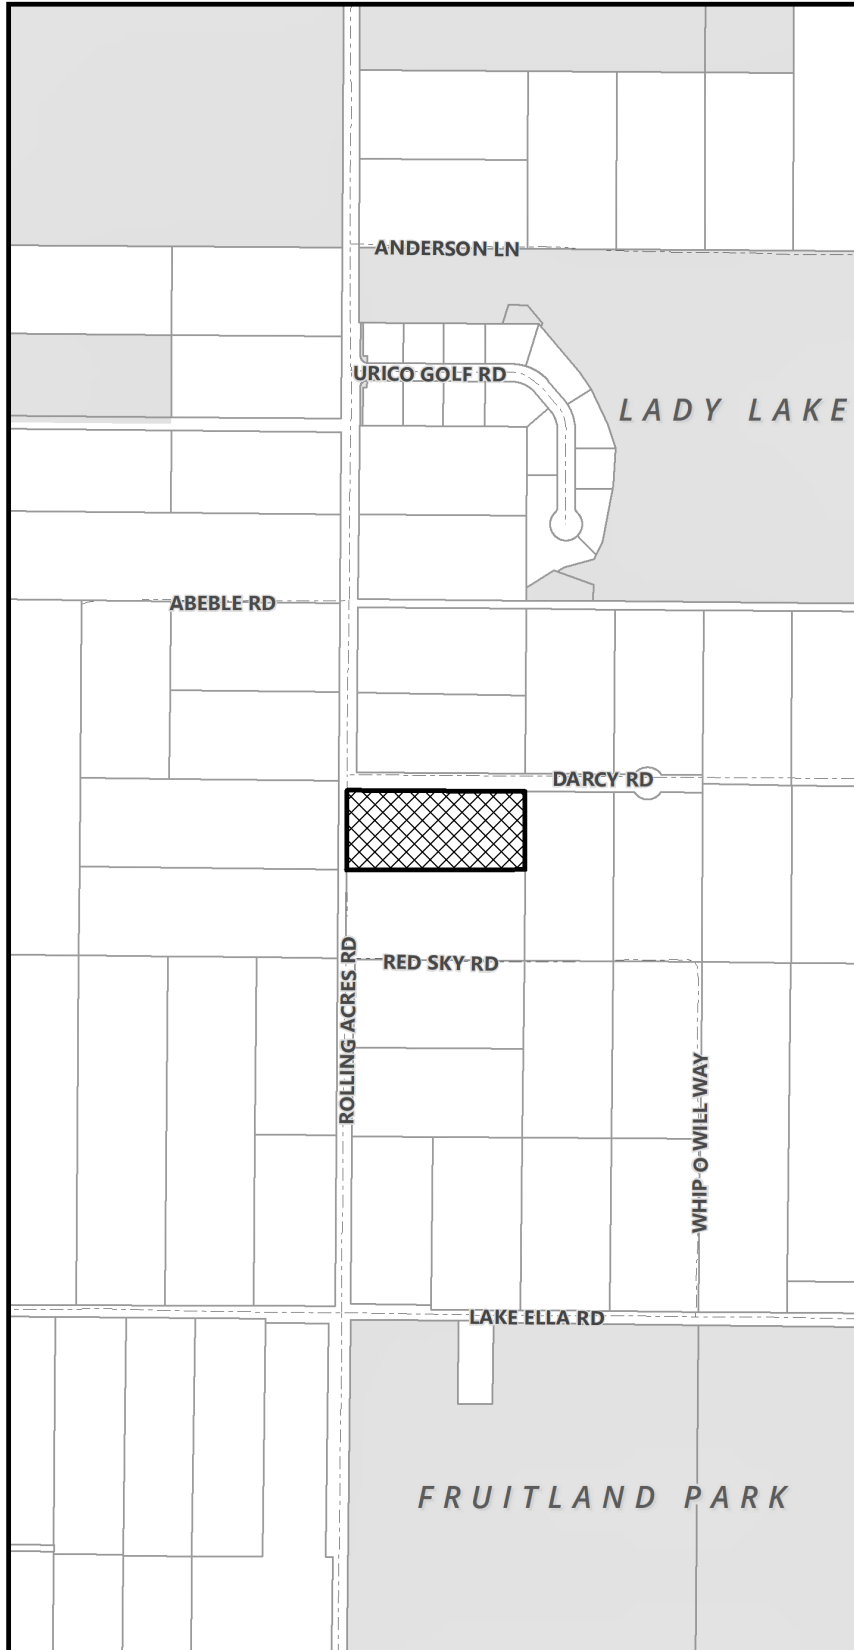 ANDERSON LN
URICO GOLF RD
LADY LAKE
ABEBLE RD
DARCY RD
RED SKY RD
ROLLING ACRES RD
WHIP O WILL WAY
LAKE ELLA RD
FRUITLAND PARK